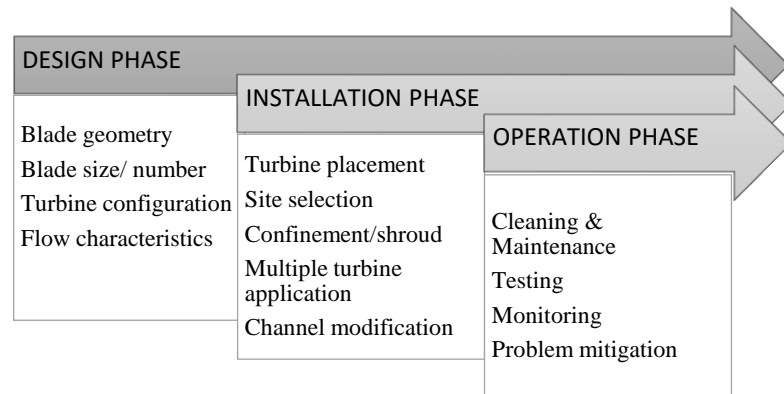 DESIGN PHASE
Blade geometry
Blade size/ number
Turbine configuration
Flow characteristics
INSTALLATION PHASE
Turbine placement
Site selection
Confinement/shroud
Multiple turbine
application
Channel modification
OPERATION PHASE
Cleaning &
Maintenance
Testing
Monitoring
Problem mitigation